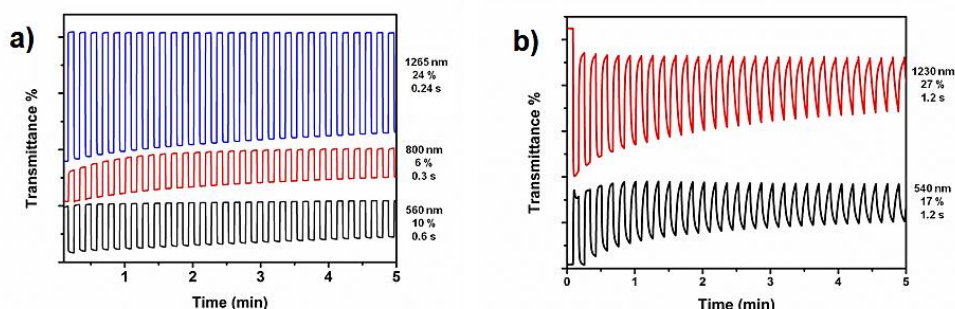 a)
Transmittance %
1265 nm
24 %
0.24 s
800 nm
6 %
0.3 s
560 nm
10 %
0.6 s
1
2
3
4
5
Time (min)
b)
Transmittance %
1230 nm
27 %
1.2 s
540 nm
17 %
1.2 s
0
1
2
3
4
5
Time (min)